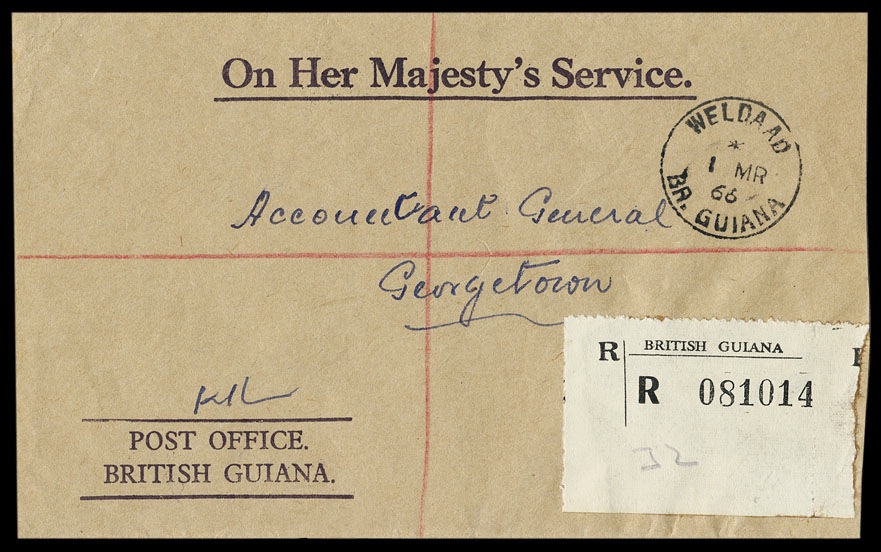 On Her Majesty's Service.
WELDAAD
*
1 MR
66
BR. GUIANA
Accountant General
Georgetown
R BRITISH GUIANA
R 081014
32
POST OFFICE.
BRITISH GUIANA.